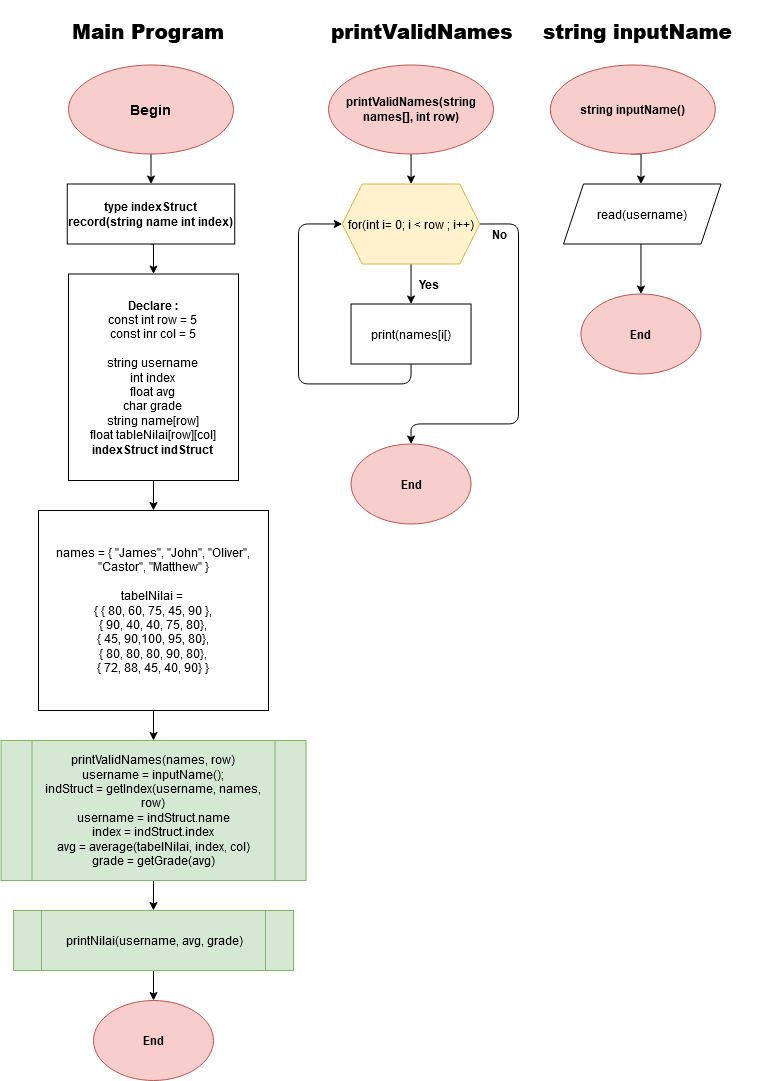 Main Program
Begin
type indexStruct
record(string name int index)
Declare :
const int row = 5
const inr col = 5
string username
int index
float avg
char grade
string name[row]
float tableNilai[row][col]
indexStruct indStruct
names = { "James", "John", "Oliver",
"Castor", "Matthew" }
tabelNilai =
{ { 80, 60, 75, 45, 90 },
{ 90, 40, 40, 75, 80},
{ 45, 90,100, 95, 80},
{ 80, 80, 80, 90, 80},
{ 72, 88, 45, 40, 90} }
printValidNames(names, row)
username = inputName();
indStruct = getIndex(username, names,
row)
username = indStruct.name
index = indStruct.index
avg = average(tabelNilai, index, col)
grade = getGrade(avg)
printNilai(username, avg, grade)
End
printValidNames
printValidNames(string
names[], int row)
for(int i= 0; i < row ; i++)
No
Yes
print(names[i[)
End
string inputName
string inputName()
read(username)
End